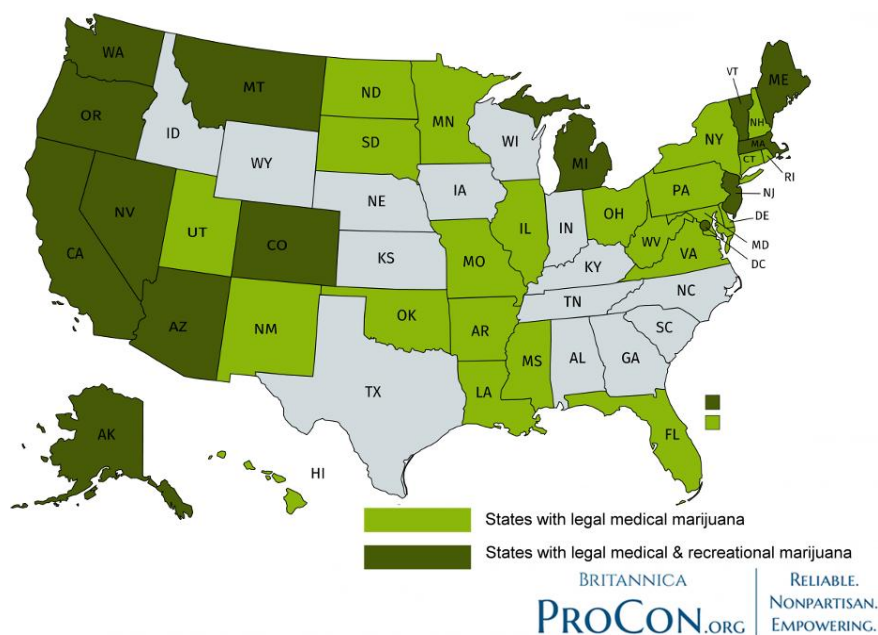 WA
MT
ND
MN
VT
ME
OR
ID
WY
SD
WI
MI
NY
NH
MA
CT
RI
NV
UT
CO
NE
IA
IL
IN
OH
PA
NJ
DE
MD
DC
CA
KS
MO
KY
WV
VA
AZ
NM
OK
AR
TN
NC
SC
TX
LA
MS
AL
GA
FL
AK
HI
States with legal medical marijuana
States with legal medical & recreational marijuana
BRITANNICA
PROCON.ORG
RELIABLE.
NONPARTISAN.
EMPOWERING.